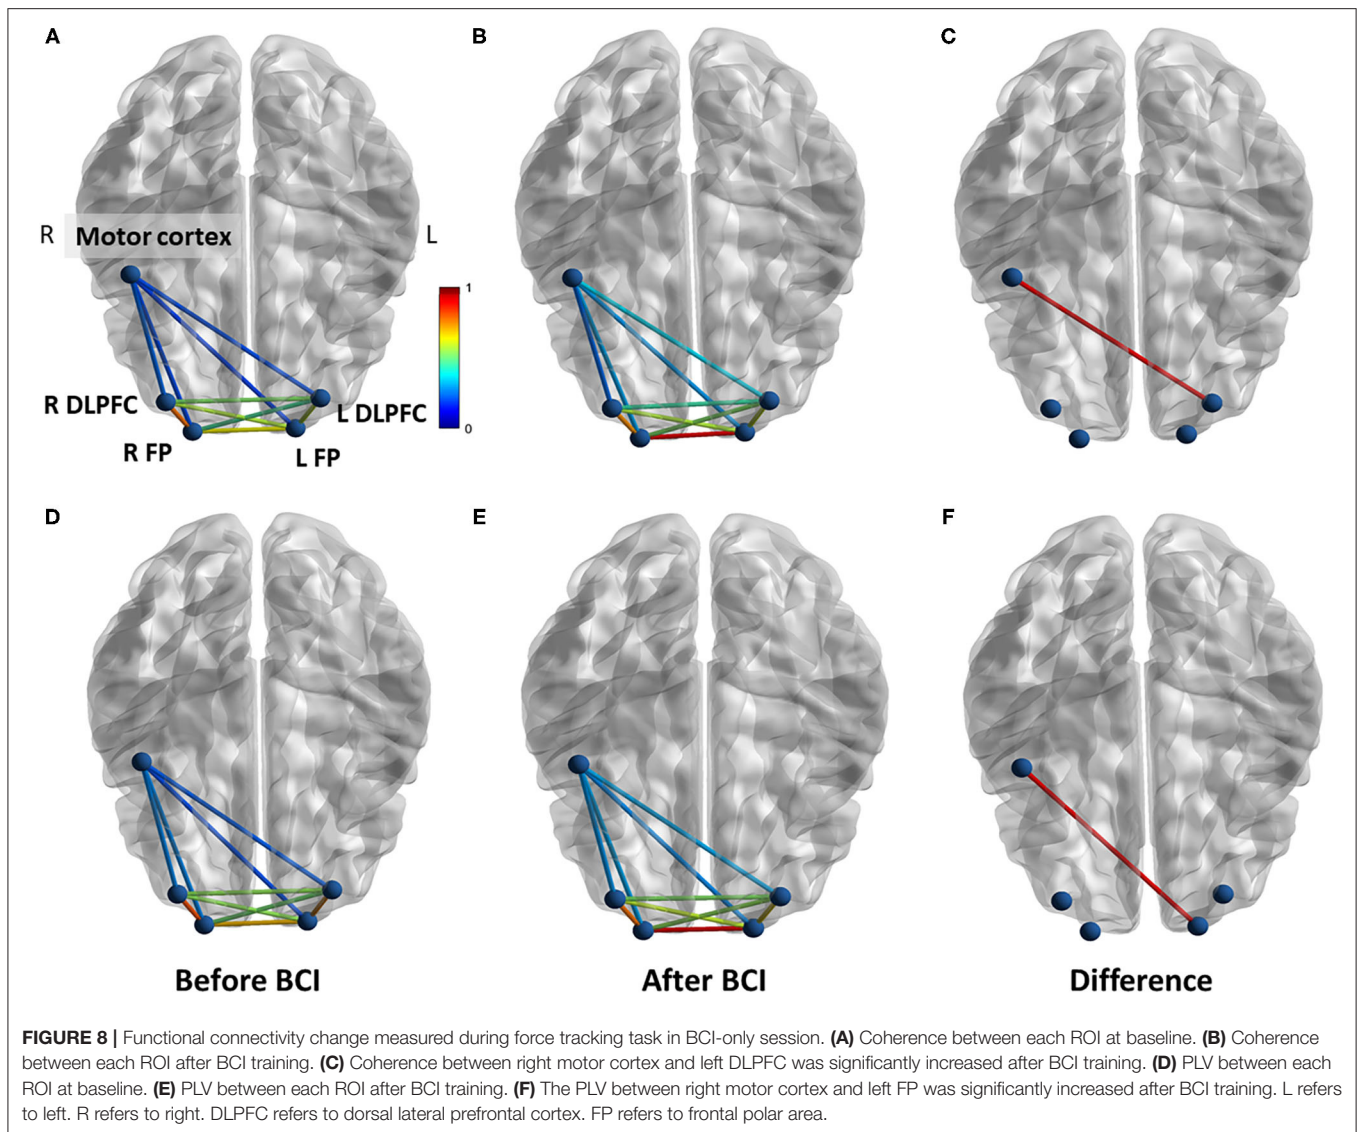 A
B
C
R
Motor cortex
L
1
0
R DLPFC
L DLPFC
R FP
L FP
D
E
F
Before BCI
After BCI
Difference
FIGURE 8 | Functional connectivity change measured during force tracking task in BCI-only session. (A) Coherence between each ROI at baseline. (B) Coherence
between each ROI after BCI training. (C) Coherence between right motor cortex and left DLPFC was significantly increased after BCI training. (D) PLV between each
ROI at baseline. (E) PLV between each ROI after BCI training. (F) The PLV between right motor cortex and left FP was significantly increased after BCI training. L refers
to left. R refers to right. DLPFC refers to dorsal lateral prefrontal cortex. FP refers to frontal polar area.